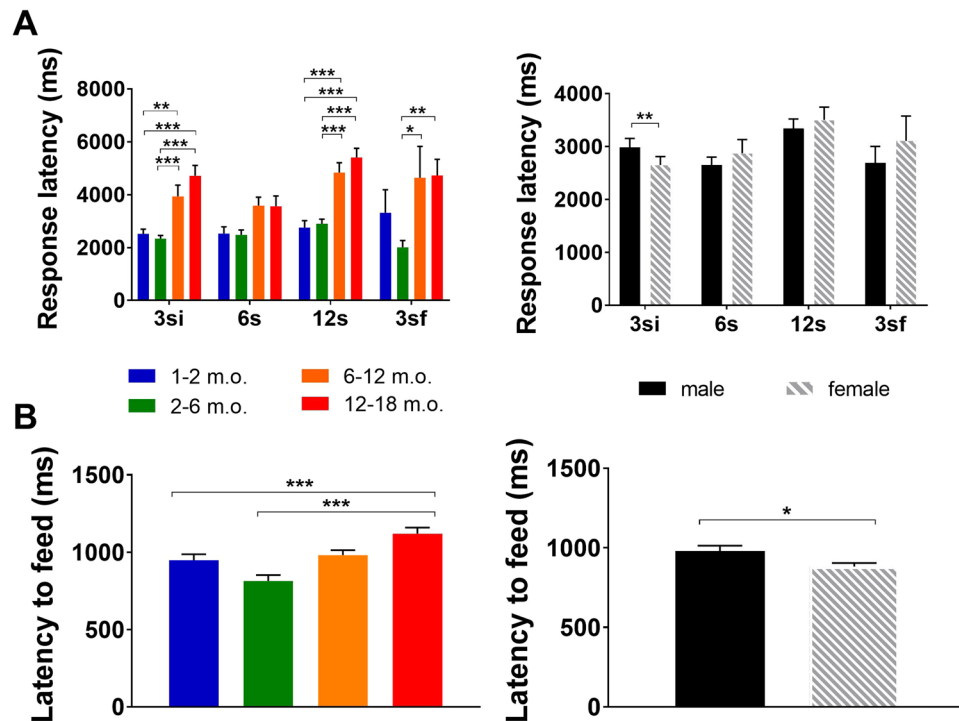 A
Response latency (ms)
8000
6000
4000
2000
0
**
***
***
***
***
***
***
***
**
*
3si 6s 12s 3sf
1-2 m.o. 6-12 m.o.
2-6 m.o. 12-18 m.o.
Response latency (ms)
4000
3000
2000
1000
0
**
3si 6s 12s 3sf
male female
B
Latency to feed (ms)
1500
1000
500
0
***
***
Latency to feed (ms)
1500
1000
500
0
*